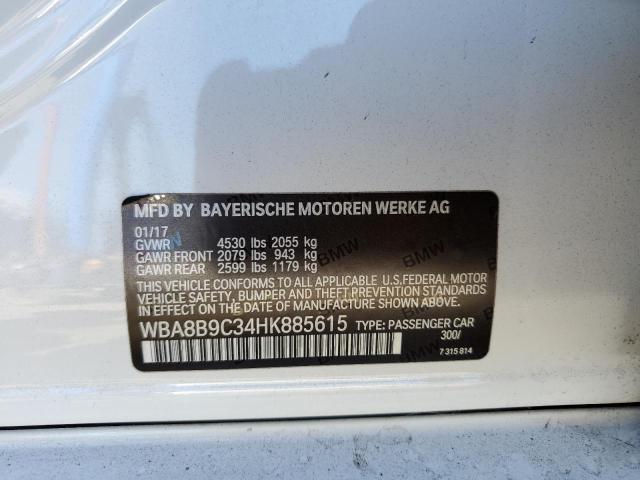 MFD BY BAYERISCHE MOTOREN WERKE AG
01/17
GVWR 4530 lbs 2055 kg
GAWR FRONT 2079 lbs 943 kg
GAWR REAR 2599 lbs 1179 kg
THIS VEHICLE CONFORMS TO ALL APPLICABLE U.S.FEDERAL MOTOR
VEHICLE SAFETY, BUMPER AND THEFT PREVENTION STANDARDS
IN EFFECT ON THE DATE OF MANUFACTURE SHOWN ABOVE.
WBA8B9C34HK885615 TYPE: PASSENGER CAR
300/
7 315 814
BMW
BMW
BMW